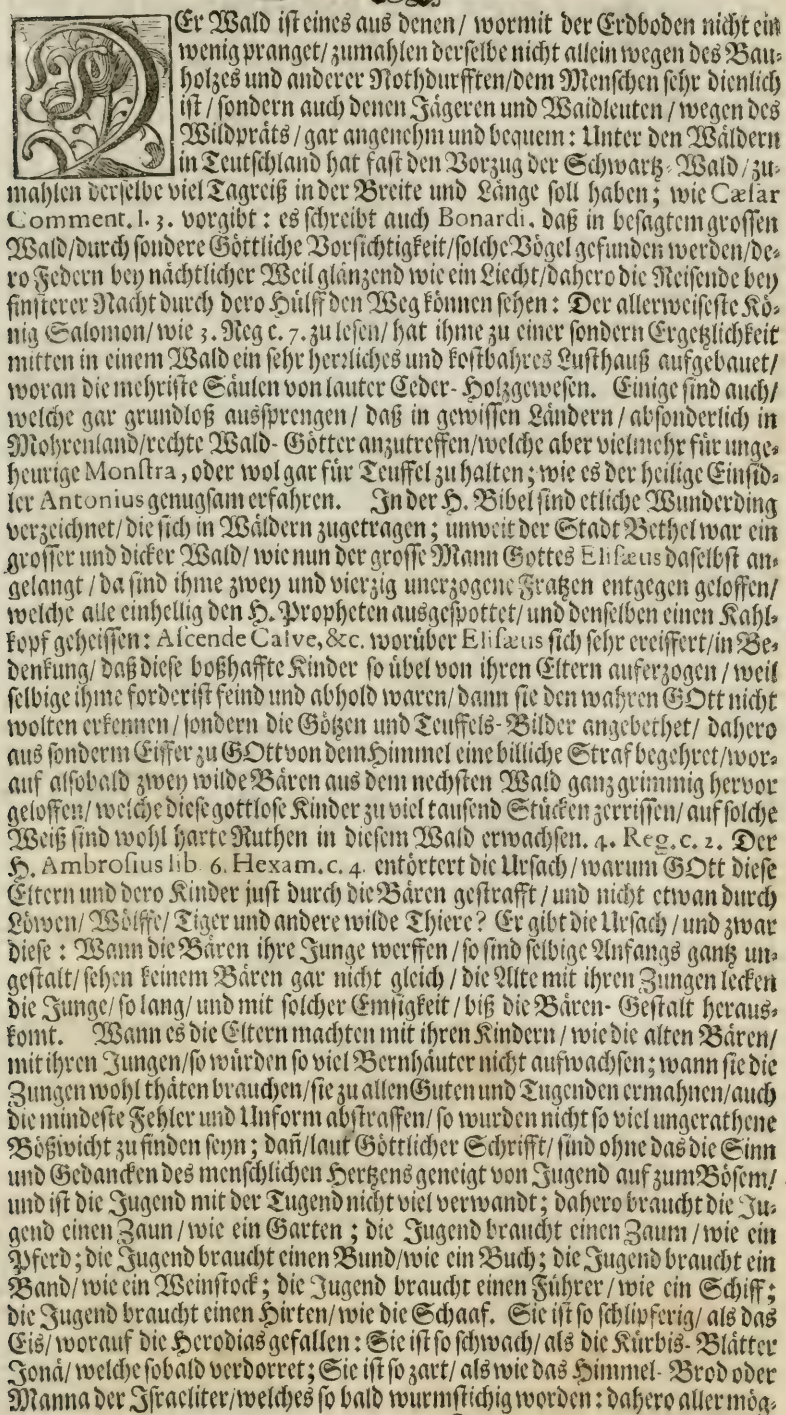 DEr Wald ist eines aus denen / wormit der Erdboden nicht ein
wenig pranget / zumahlen derselbe nicht allein wegen des Bau-
holzes und anderer Nothdurfften / dem Menschen sehr dienlich
ist / sondern auch denen Jägeren und Waidleuten / wegen des
Wildpräts / gar angenehm und bequem: Unter den Wäldern
in Teutschland hat fast den Vorzug der Schwartz-Wald / zu-
mahlen derselbe viel Tagreiß in der Breite und Länge soll haben; wie Cæsar
Comment. l. 3. vorgibt: es schreibt auch Bonardi. daß in besagtem grossen
Wald / durch sondere Göttliche Vorsichtigkeit / solche Vögel gefunden werden / de-
ro Federn bey nächtlicher Weil glänzend wie ein Liecht / dahero die Reisende bey
finsterer Nacht durch dero Hülff den Weg können sehen: Der allerweiseste Kö-
nig Salomon / wie 3. Reg c. 7. zu lesen / hat ihme zu einer sondern Ergetzlichkeit
mitten in einem Wald ein sehr herrliches und kostbahres Lusthauß aufgebauet /
woran die mehriste Säulen von lauter Ceder-Holz gewesen. Einige sind auch /
welche gar grundloß aussprengen / daß in gewissen Ländern / absonderlich in
Mohrenland / rechte Wald-Götter anzutreffen / welche aber vielmehr für unge-
heurige Monstra, oder wol gar für Teuffel zu halten; wie es der heilige Einsid-
ler Antonius genugsam erfahren. In der H. Bibel sind etliche Wunderding
verzeichnet / die sich in Wäldern zugetragen; unweit der Stadt Bethel war ein
grosser und dicker Wald / wie nun der grosse Mann Gottes Elisæus daselbst an-
gelangt / da sind ihme zwey und vierzig unerzogene Fratzen entgegen geloffen /
welche alle einhellig den H. Propheten ausgespottet / und denselben einen Kahl-
kopf geheissen: Ascende Calve, &c. worüber Elisæus sich sehr ereiffert / in Be-
denkung / daß diese boßhaffte Kinder so übel von ihren Eltern auferzogen / weil
selbige ihme forderist feind und abhold waren / dann sie den wahren GOtt nicht
wolten erkennen / sondern die Götzen und Teuffels-Bilder angebethet / dahero
aus sonderm Eiffer zu GOtt von dem Himmel eine billiche Straf begehret / wor-
auf alsobald zwey wilde Bären aus dem nechsten Wald ganz grimmig hervor
geloffen / welche diese gottlose Kinder zu viel tausend Stücken zerrissen / auf solche
Weiß sind wohl harte Ruthen in diesem Wald erwachsen. 4. Reg. c. 2. Der
H. Ambrosius lib 6. Hexam. c. 4. entörtert die Ursach / warum GOtt diese
Eltern und dero Kinder just durch die Bären gestrafft / und nicht etwan durch
Löwen / Wölffe / Tiger und andere wilde Thiere? Er gibt die Ursach / und zwar
diese: Wann die Bären ihre Junge werffen / so sind selbige Anfangs gantz un-
gestalt / sehen keinem Bären gar nicht gleich / die Alte mit ihren Zungen lecken
die Junge / so lang / und mit solcher Emsigkeit / biß die Bären-Gestalt heraus-
komt. Wann es die Eltern machten mit ihren Kindern / wie die alten Bären /
mit ihren Jungen / so würden so viel Bernhäuter nicht aufwachsen; wann sie die
Zungen wohl thäten brauchen / sie zu allen Guten und Tugenden ermahnen / auch
die mindeste Fehler und Unform abstraffen / so wurden nicht so viel ungerathene
Bößwicht zu finden seyn; dañ / laut Göttlicher Schrifft / sind ohne das die Sinn
und Gedancken des menschlichen Hertzens geneigt von Jugend auf zum Bösem /
und ist die Jugend mit der Tugend nicht viel verwandt; dahero braucht die Ju-
gend einen Zaun / wie ein Garten; die Jugend braucht einen Zaum / wie ein
Pferd; die Jugend braucht einen Bund / wie ein Buch; die Jugend braucht ein
Band / wie ein Weinstock; die Jugend braucht einen Führer / wie ein Schiff;
die Jugend braucht einen Hirten / wie die Schaaf. Sie ist so schlipferig / als das
Eis / worauf die Herodias gefallen: Sie ist so schwach / als die Kürbis-Blätter
Jonä / welche sobald verdorret; Sie ist so zart / als wie das Himmel-Brod oder
Manna der Israeliter / welches so bald wurmstichig worden: dahero aller mög-